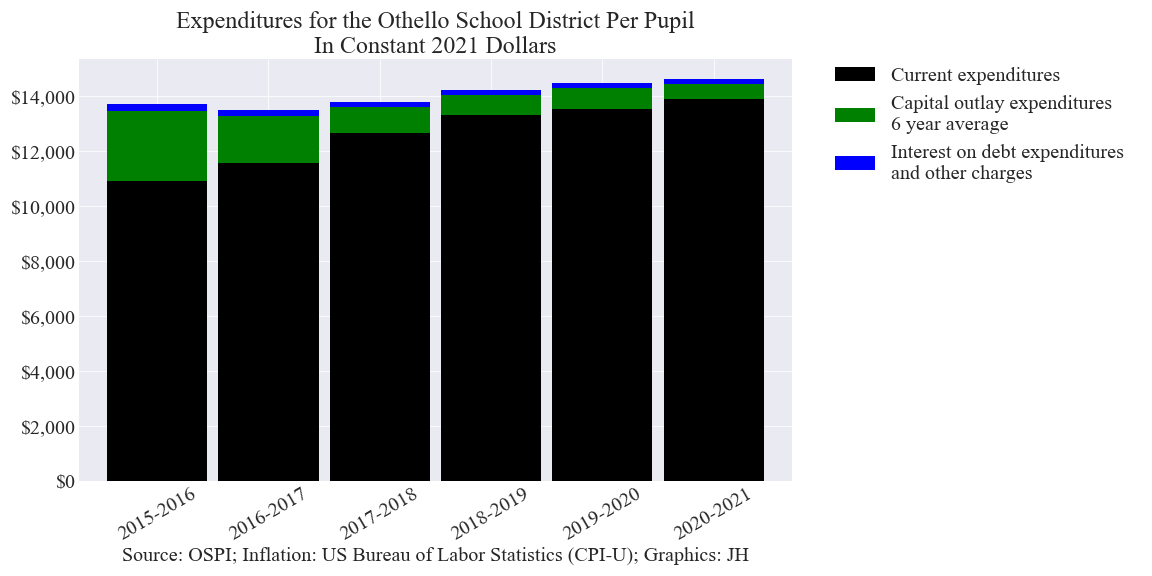 Expenditures for the Othello School District Per Pupil
In Constant 2021 Dollars
$14,000
$12,000
$10,000
$8,000
$6,000
$4,000
$2,000
$0
2015-2016
2016-2017
2017-2018
2018-2019
2019-2020
2020-2021
Source: OSPI; Inflation: US Bureau of Labor Statistics (CPI-U); Graphics: JH
Current expenditures
Capital outlay expenditures
6 year average
Interest on debt expenditures
and other charges